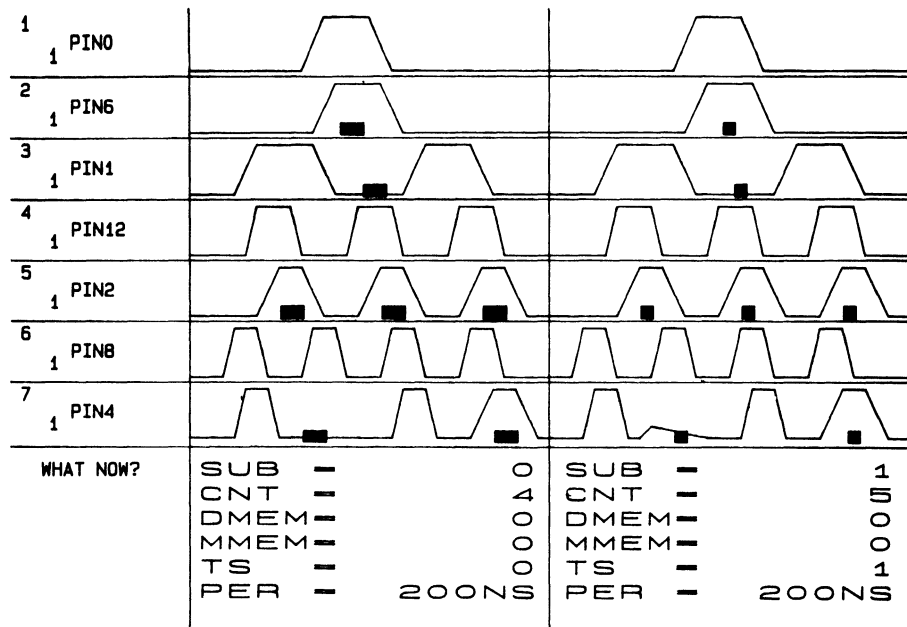 1
1 PIN0
2
1 PIN6
3
1 PIN1
4
1 PIN12
5
1 PIN2
6
1 PIN8
7
1 PIN4
WHAT NOW?
SUB – 0 SUB – 1
CNT – 4 CNT – 5
DMEM – 0 DMEM – 0
MMEM – 0 MMEM – 0
TS – 0 TS – 1
PER – 200NS PER – 200NS